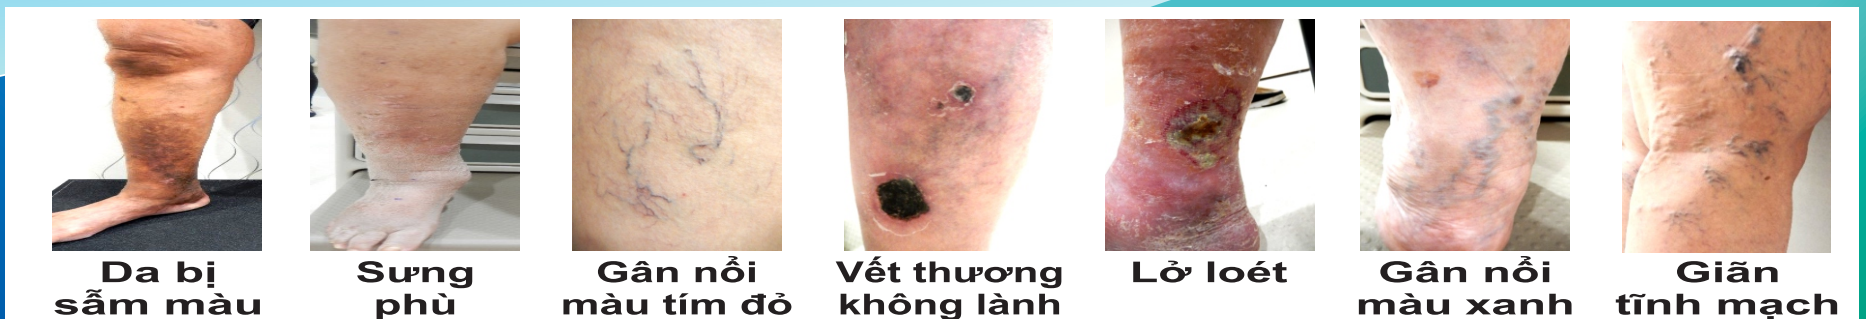 Da bị
sẫm màu
Sưng
phù
Gân nổi
màu tím đỏ
Vết thương
không lành
Lở loét
Gân nổi
màu xanh
Giãn
tĩnh mạch